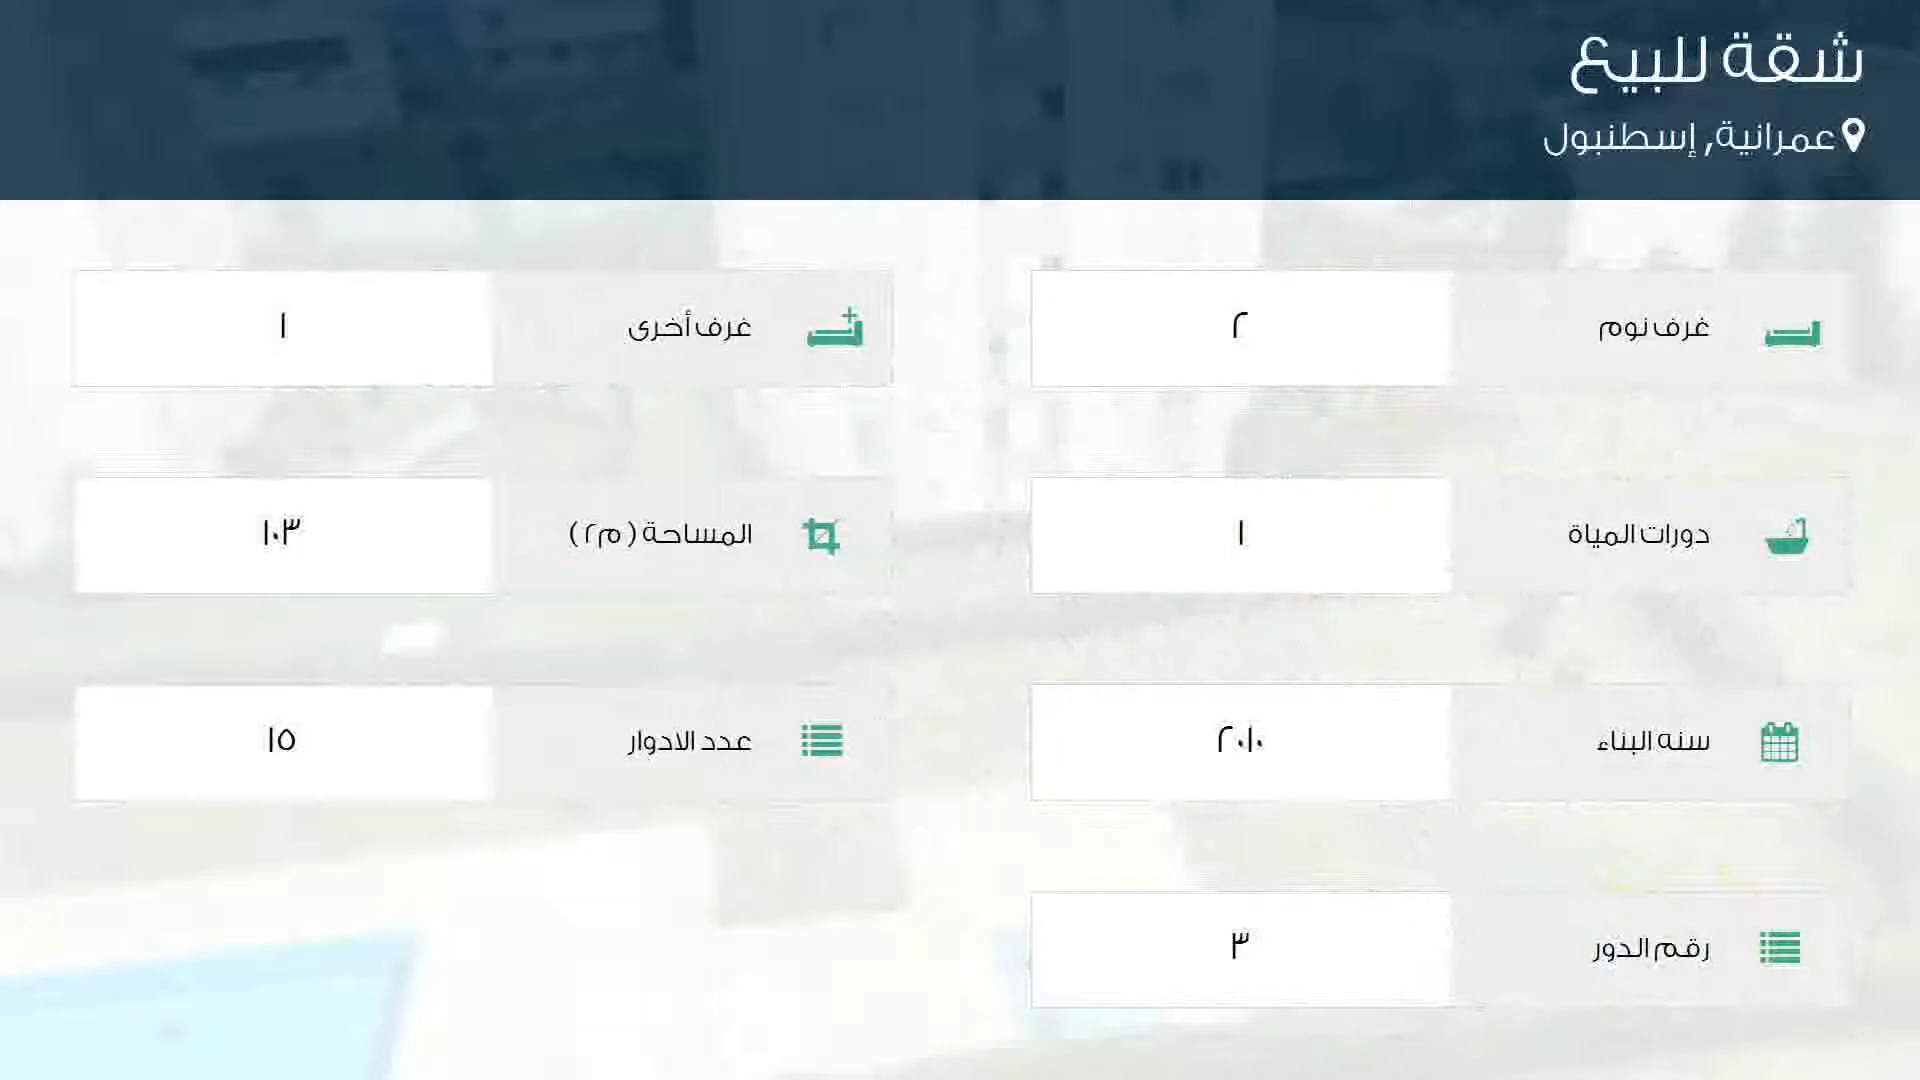 شقة للبيع
عمرانية, إسطنبول
غرف نوم ٢
غرف أخرى ١
دورات المياة ١
المساحة (م٢) ١٠٣
سنه البناء ٢٠١٠
عدد الادوار ١٥
رقم الدور ٣